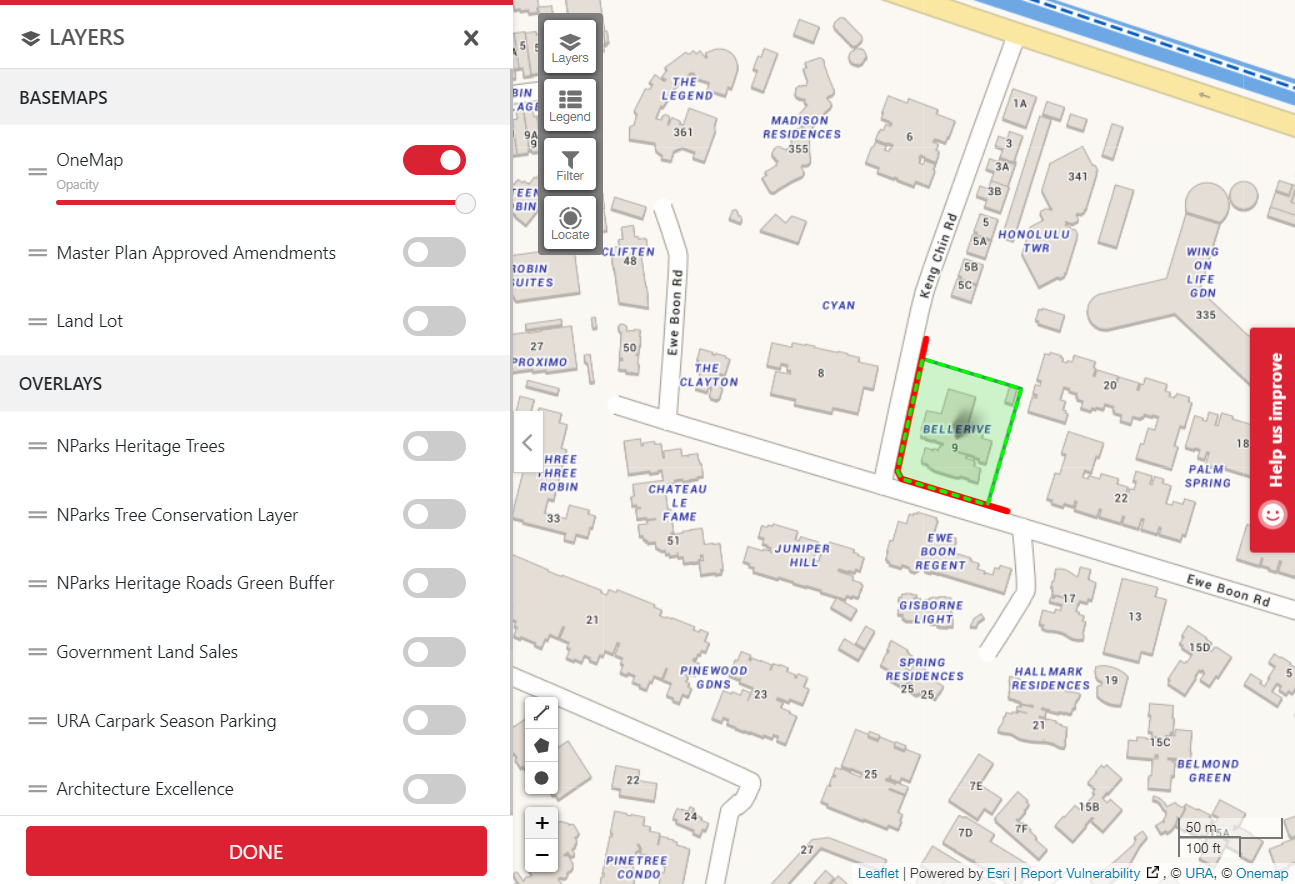 LAYERS
BASEMAPS
OneMap
Opacity
Master Plan Approved Amendments
Land Lot
OVERLAYS
NParks Heritage Trees
NParks Tree Conservation Layer
NParks Heritage Roads Green Buffer
Government Land Sales
URA Carpark Season Parking
Architecture Excellence
DONE
Layers
Legend
Filter
Locate
THE
LEGEND
361
MADISON
RESIDENCES
355
6
1A
3
3A
3B
5
5A
5B
5C
341
HONOLULU
TWR
WING
ON
LIFE
GDN
335
Keng Chin Rd
CLIFTEN
48
Ewe Boon Rd
CYAN
27
PROXIMO
50
THE
CLAYTON
8
BELLERIVE
9
20
18
PALM
SPRING
22
THREE
THREE
ROBIN
33
CHATEAU
LE
FAME
51
JUNIPER
HILL
EWE
BOON
REGENT
GISBORNE
LIGHT
Ewe Boon Rd
17
13
15D
5
21
PINEWOOD
GDNS
23
SPRING
RESIDENCES
25 25
HALLMARK
RESIDENCES
19
21
15C
BELMOND
GREEN
22
24
25
7E
7D
7F
15B
15A
27
PINETREE
CONDO
Help us improve
+
−
50 m
100 ft
Leaflet | Powered by Esri | Report Vulnerability , © URA, © Onemap